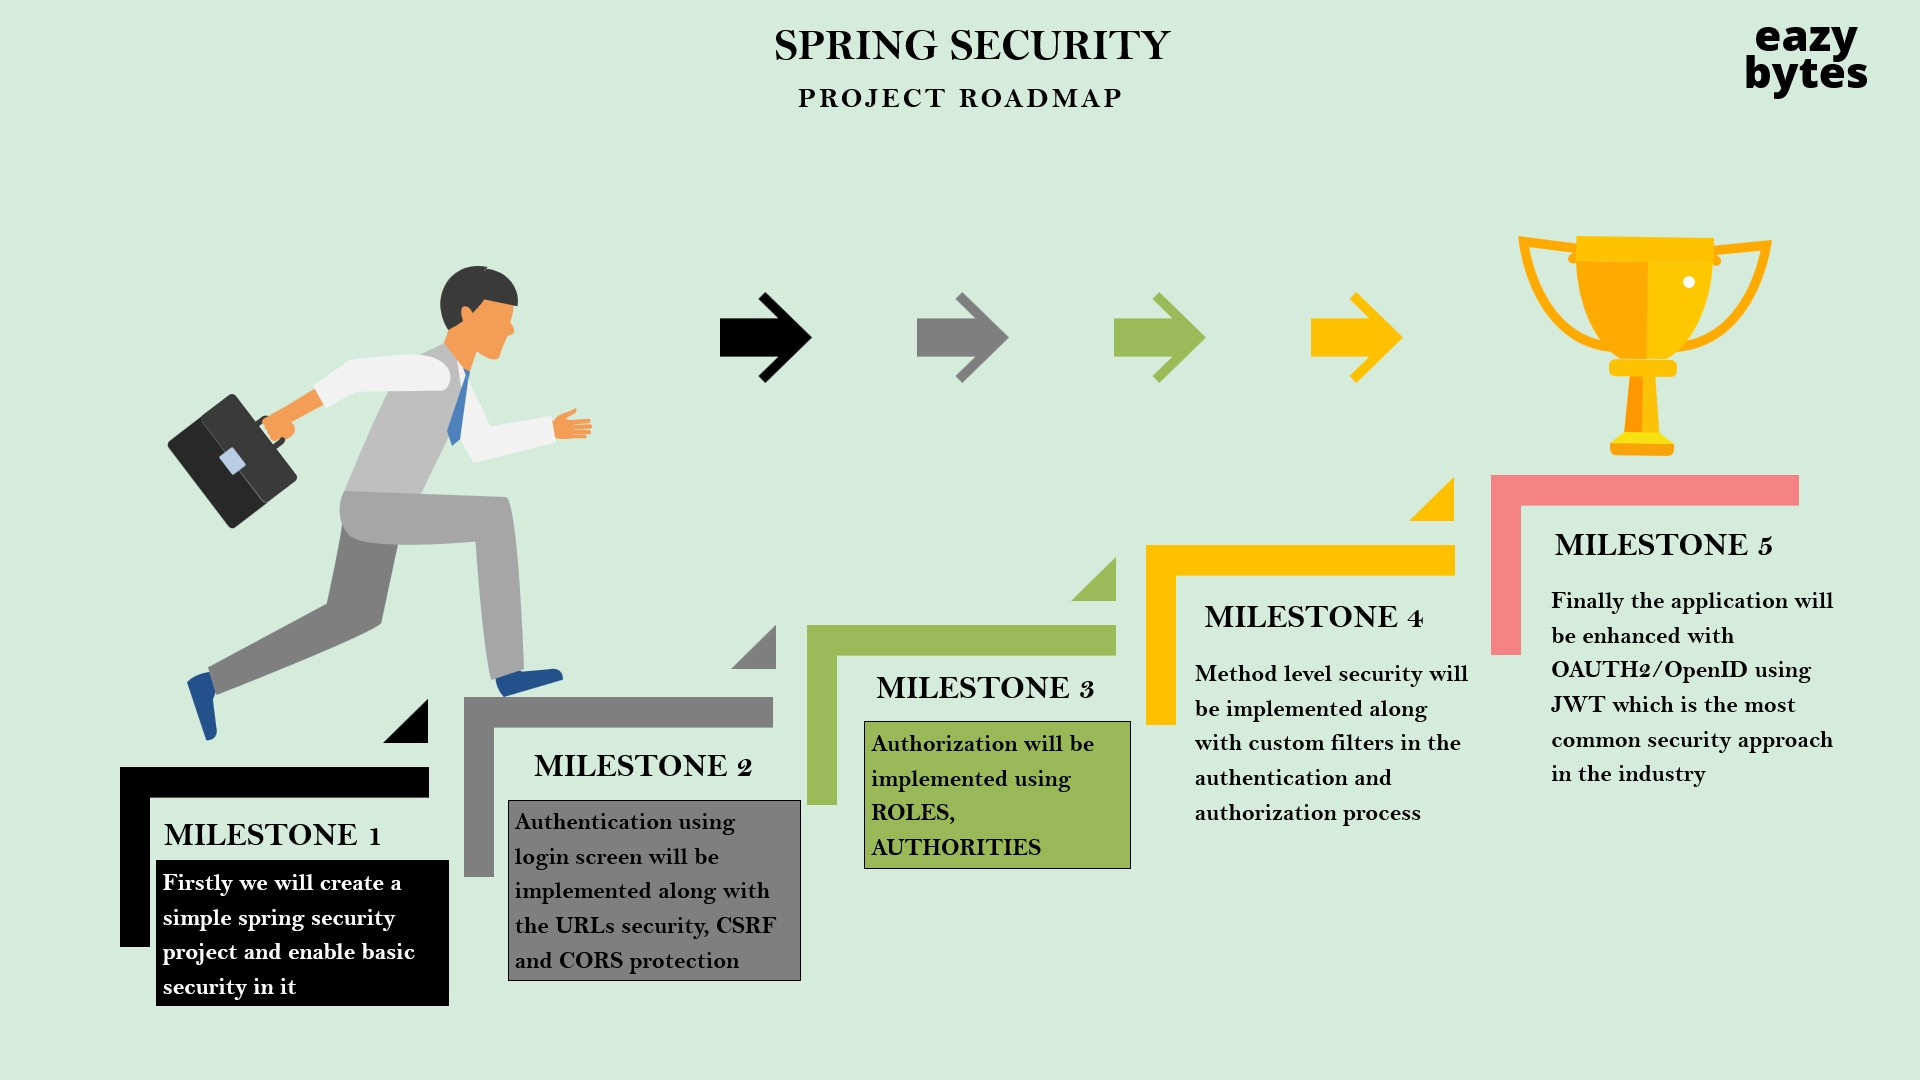 SPRING SECURITY
PROJECT ROADMAP
eazy
bytes
MILESTONE 1
Firstly we will create a
simple spring security
project and enable basic
security in it
MILESTONE 2
Authentication using
login screen will be
implemented along with
the URLs security, CSRF
and CORS protection
MILESTONE 3
Authorization will be
implemented using
ROLES,
AUTHORITIES
MILESTONE 4
Method level security will
be implemented along
with custom filters in the
authentication and
authorization process
MILESTONE 5
Finally the application will
be enhanced with
OAUTH2/OpenID using
JWT which is the most
common security approach
in the industry